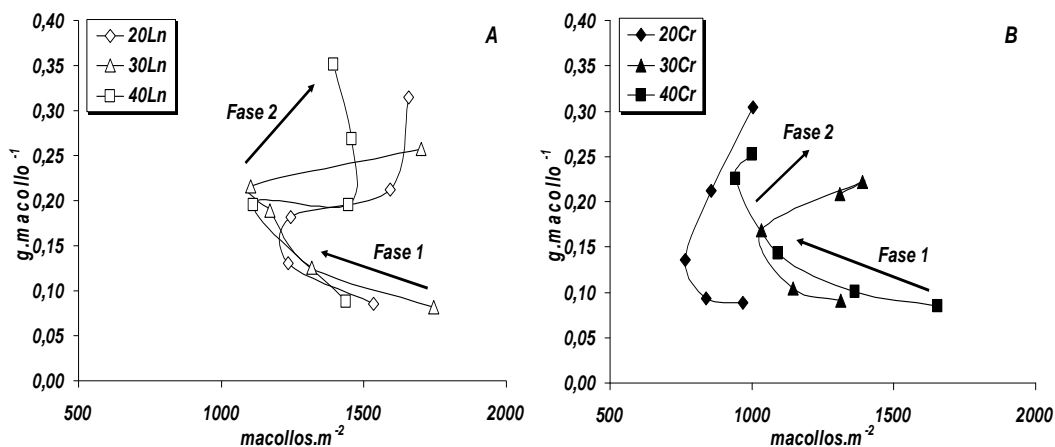 0,40
0,35
0,30
0,25
0,20
0,15
0,10
0,05
0,00
g.macollo-1
20Ln
30Ln
40Ln
A
Fase 2
Fase 1
500 1000 1500 2000
macollos.m-2
0,40
0,35
0,30
0,25
0,20
0,15
0,10
0,05
0,00
g.macollo-1
20Cr
30Cr
40Cr
B
Fase 2
Fase 1
500 1000 1500 2000
macollos.m-2